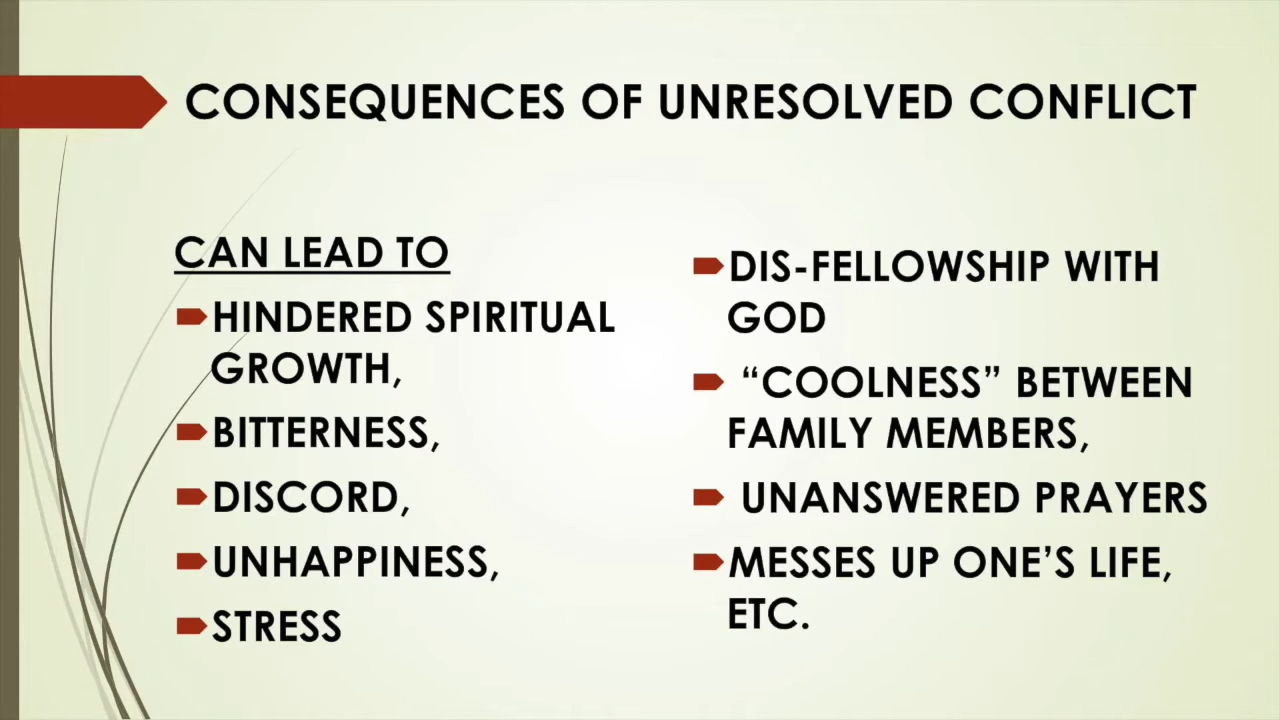 CONSEQUENCES OF UNRESOLVED CONFLICT
CAN LEAD TO
HINDERED SPIRITUAL
GROWTH,
BITTERNESS,
DISCORD,
UNHAPPINESS,
STRESS
DIS-FELLOWSHIP WITH
GOD
“COOLNESS” BETWEEN
FAMILY MEMBERS,
UNANSWERED PRAYERS
MESSES UP ONE’S LIFE,
ETC.